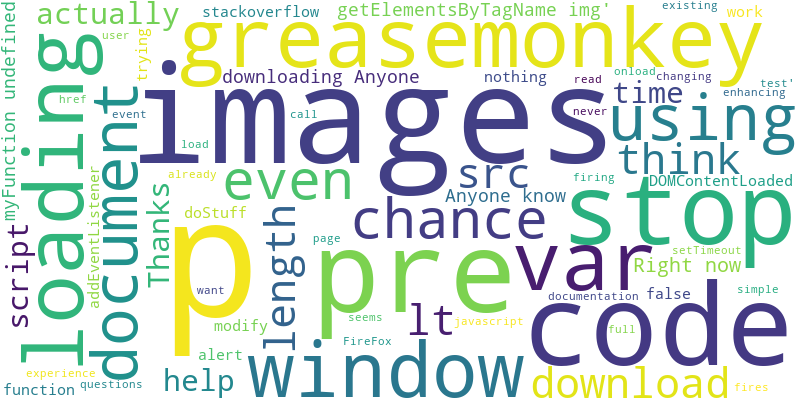 stackoverflow
getElementsByTagName img'
existing
work
actually
greasemonkey
user
trying
downloading Anyone
nothing
onload
changing
read
test'
myFunction undefined
loading
href
document
event
images
call
never
time
enhancing
using
load
think
already
even
src
firing
DOMContentLoaded
Anyone know
addEventListener
Thanks
doStuff
chance
stop
script
length
p
page
pre
var
setTimeout
Right now
want
documentation
false
simple
modify
seems
lt
javascript
code
FireFox
full
alert
window
experience
function
questions
help
download
fires